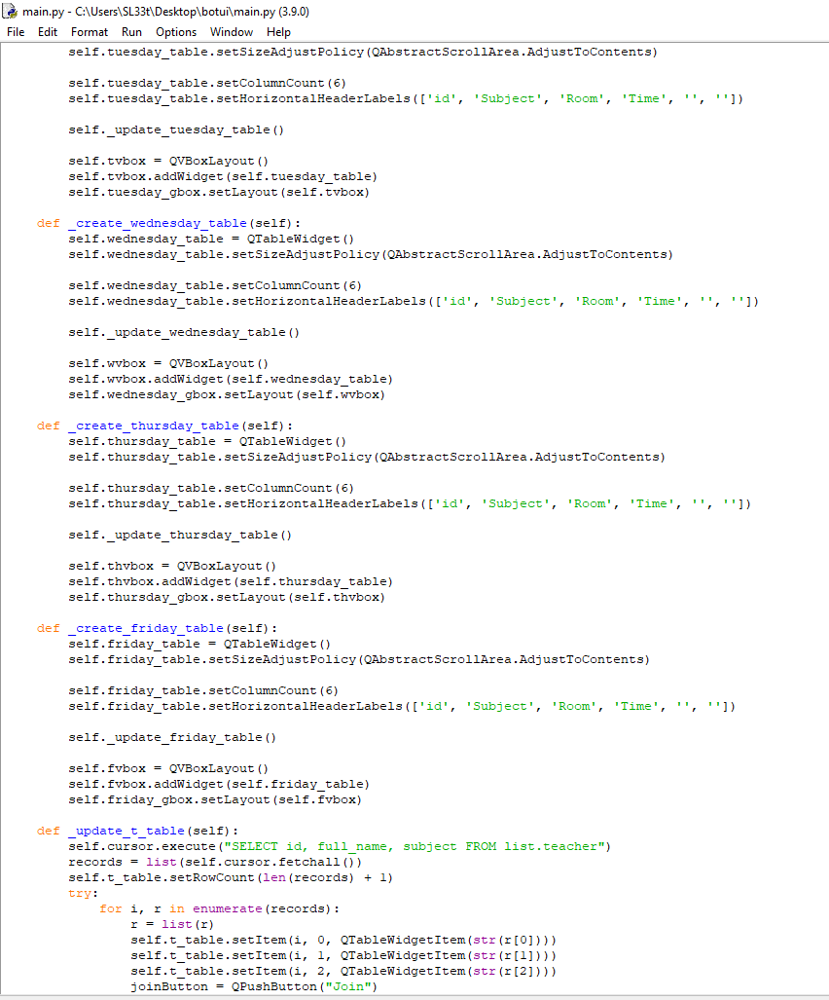 main.py - C:\Users\SL33t\Desktop\botui\main.py (3.9.0)
File Edit Format Run Options Window Help
        self.tuesday_table.setSizeAdjustPolicy(QAbstractScrollArea.AdjustToContents)

        self.tuesday_table.setColumnCount(6)
        self.tuesday_table.setHorizontalHeaderLabels(['id', 'Subject', 'Room', 'Time', '', ''])

        self._update_tuesday_table()

        self.tvbox = QVBoxLayout()
        self.tvbox.addWidget(self.tuesday_table)
        self.tuesday_gbox.setLayout(self.tvbox)

    def _create_wednesday_table(self):
        self.wednesday_table = QTableWidget()
        self.wednesday_table.setSizeAdjustPolicy(QAbstractScrollArea.AdjustToContents)

        self.wednesday_table.setColumnCount(6)
        self.wednesday_table.setHorizontalHeaderLabels(['id', 'Subject', 'Room', 'Time', '', ''])

        self._update_wednesday_table()

        self.wvbox = QVBoxLayout()
        self.wvbox.addWidget(self.wednesday_table)
        self.wednesday_gbox.setLayout(self.wvbox)

    def _create_thursday_table(self):
        self.thursday_table = QTableWidget()
        self.thursday_table.setSizeAdjustPolicy(QAbstractScrollArea.AdjustToContents)

        self.thursday_table.setColumnCount(6)
        self.thursday_table.setHorizontalHeaderLabels(['id', 'Subject', 'Room', 'Time', '', ''])

        self._update_thursday_table()

        self.thvbox = QVBoxLayout()
        self.thvbox.addWidget(self.thursday_table)
        self.thursday_gbox.setLayout(self.thvbox)

    def _create_friday_table(self):
        self.friday_table = QTableWidget()
        self.friday_table.setSizeAdjustPolicy(QAbstractScrollArea.AdjustToContents)

        self.friday_table.setColumnCount(6)
        self.friday_table.setHorizontalHeaderLabels(['id', 'Subject', 'Room', 'Time', '', ''])

        self._update_friday_table()

        self.fvbox = QVBoxLayout()
        self.fvbox.addWidget(self.friday_table)
        self.friday_gbox.setLayout(self.fvbox)

    def _update_t_table(self):
        self.cursor.execute("SELECT id, full_name, subject FROM list.teacher")
        records = list(self.cursor.fetchall())
        self.t_table.setRowCount(len(records) + 1)
        try:
            for i, r in enumerate(records):
                r = list(r)
                self.t_table.setItem(i, 0, QTableWidgetItem(str(r[0])))
                self.t_table.setItem(i, 1, QTableWidgetItem(str(r[1])))
                self.t_table.setItem(i, 2, QTableWidgetItem(str(r[2])))
                joinButton = QPushButton("Join")